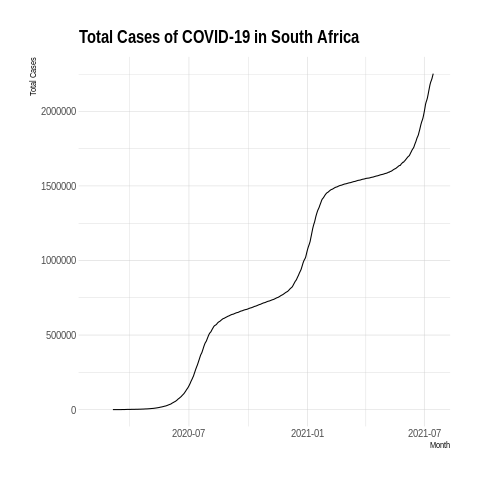 Total Cases of COVID-19 in South Africa
Total Cases
2000000
1500000
1000000
500000
0
2020-07
2021-01
2021-07
Month